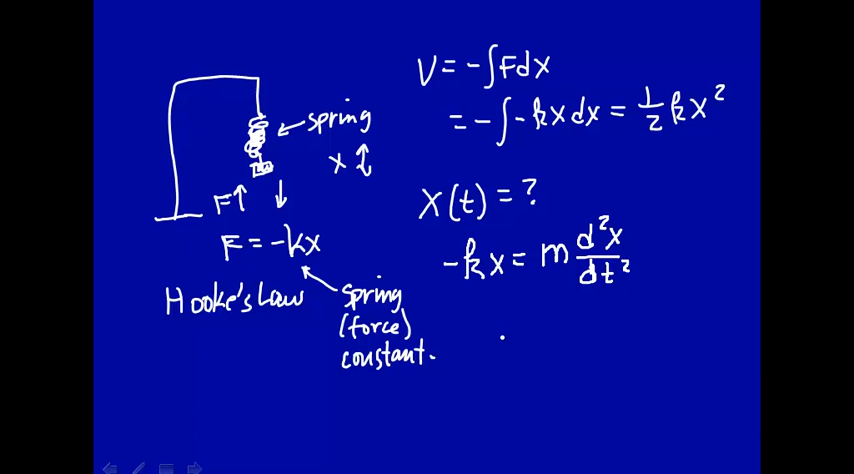 spring
x
F
F = -kx
Hooke's Law
spring
(force)
constant.
V = -∫Fdx
= -∫-kxdx = 1/2 kx²
x(t) = ?
-kx = m d²x/dt²